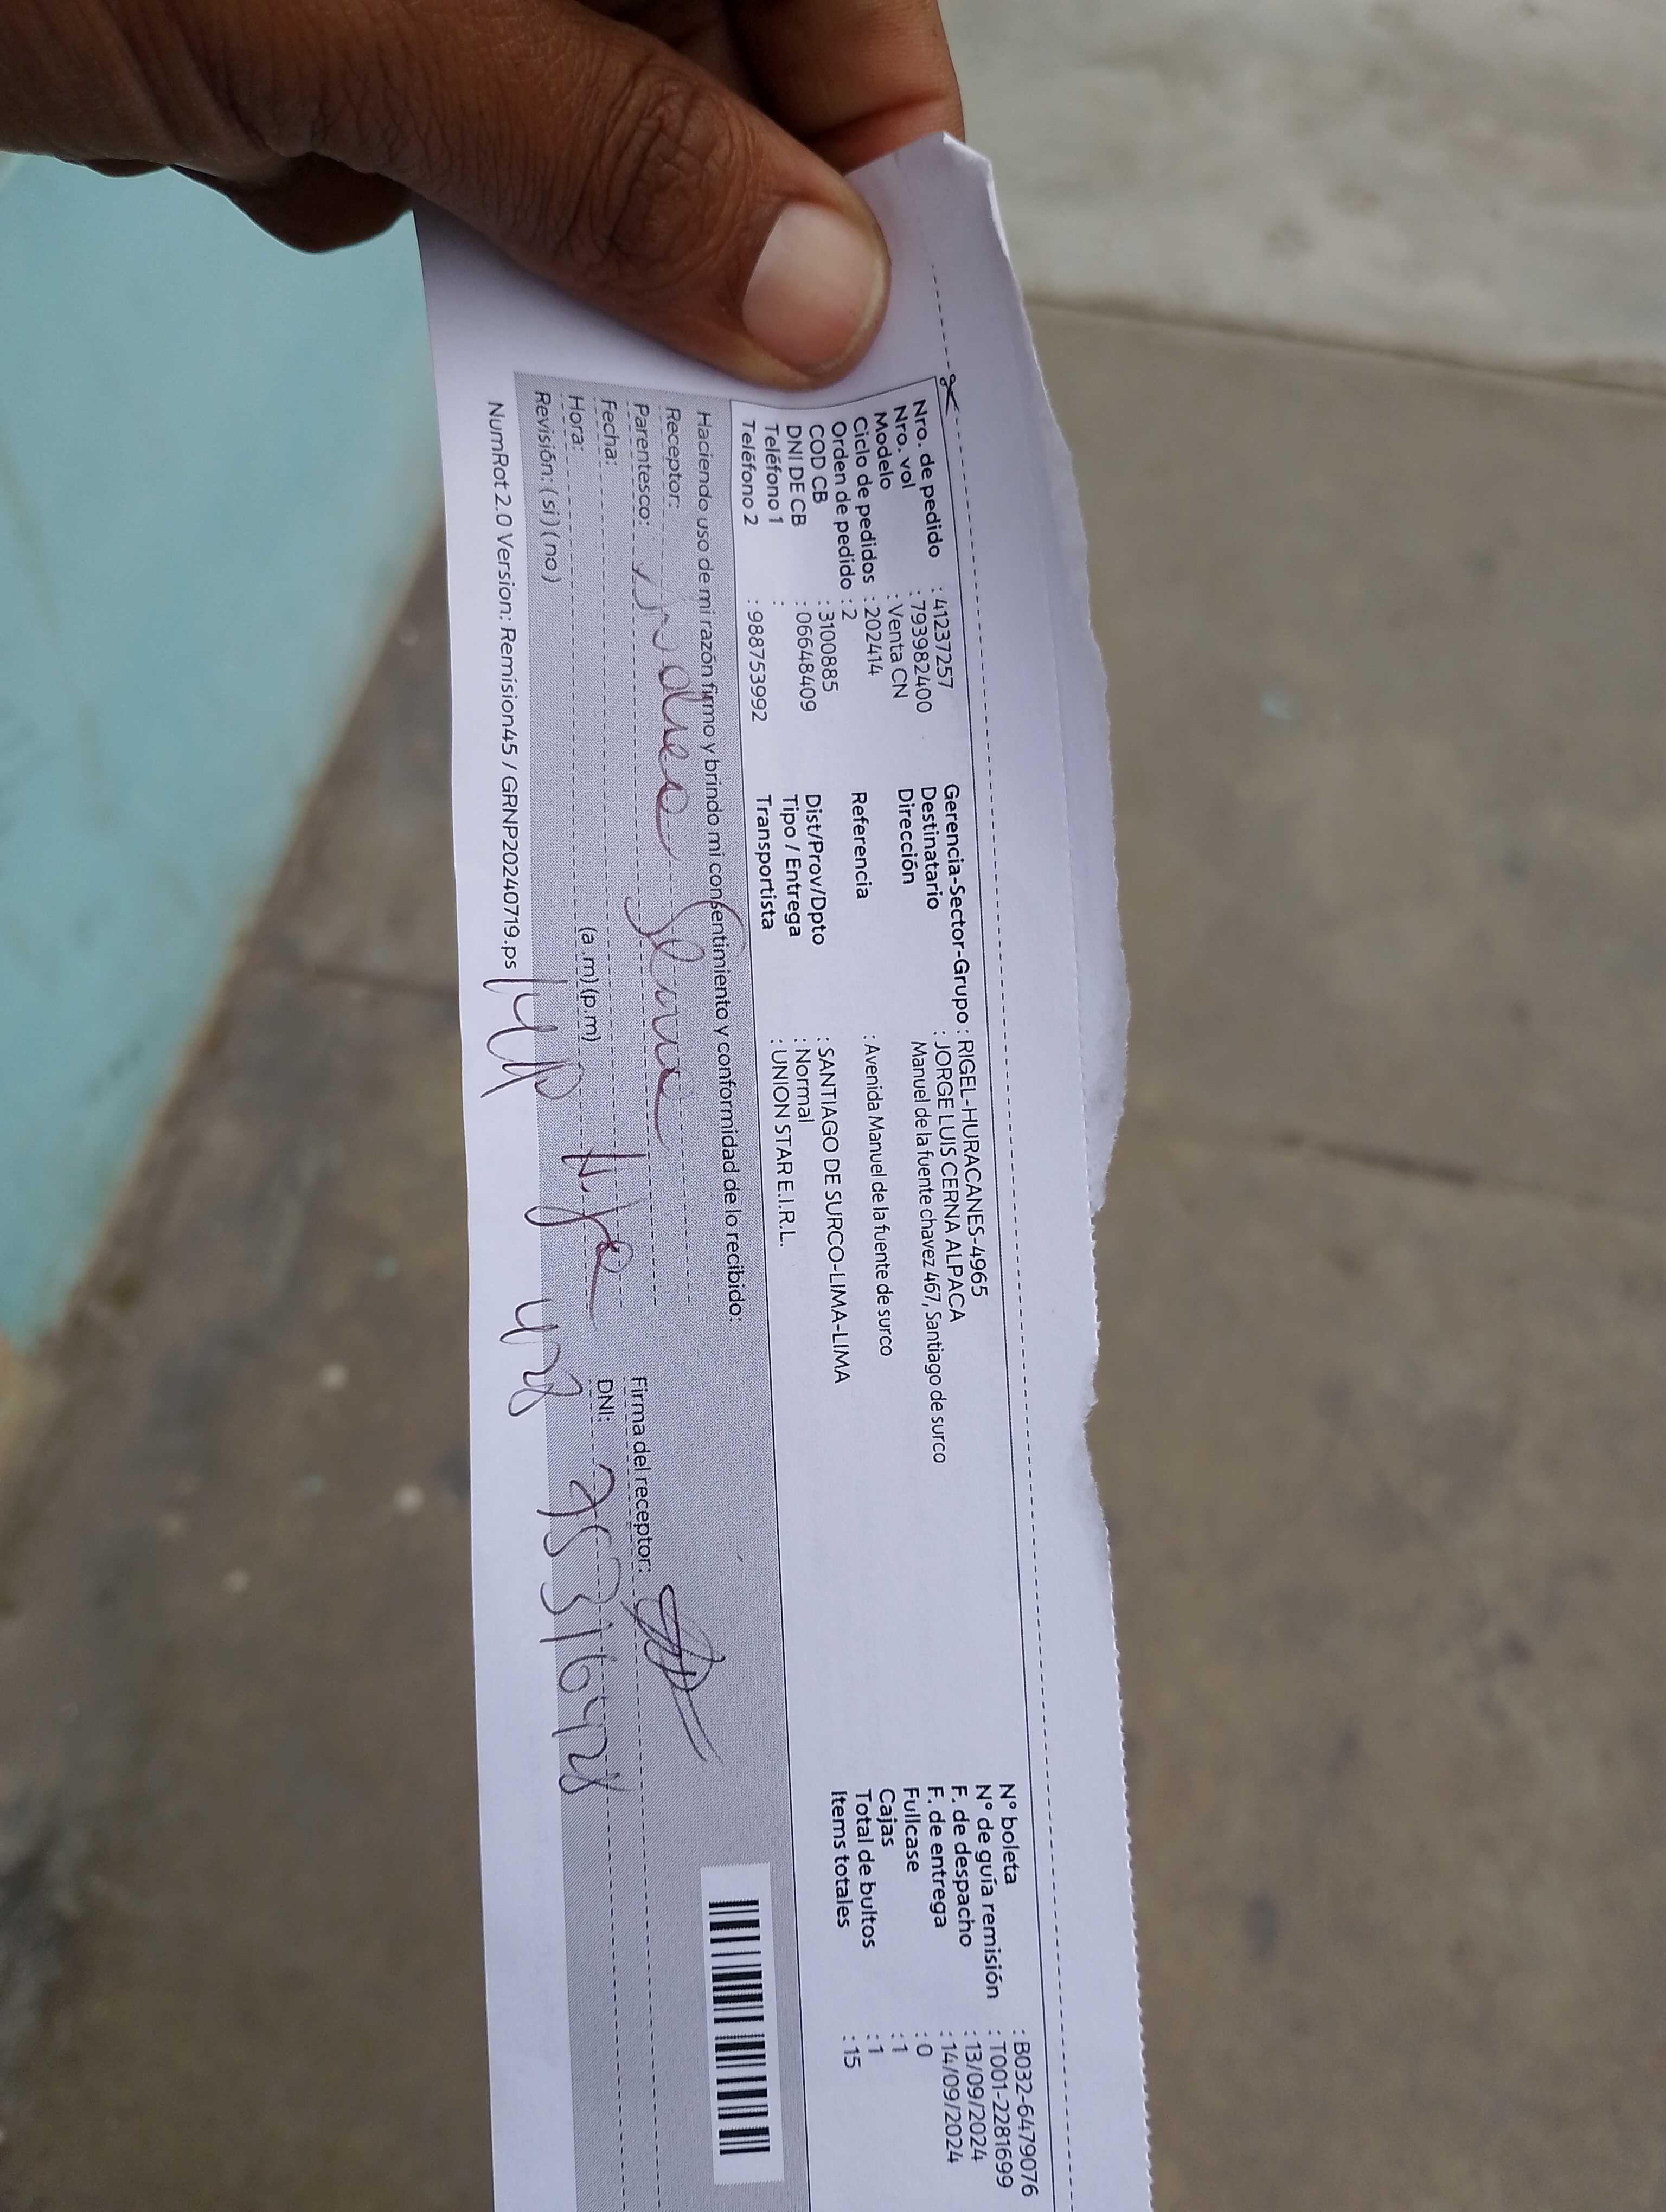 Nro. de pedido : 41237257
Nro. vol : 793982400
Modelo : Venta CN
Ciclo de pedidos : 202414
Orden de pedido : 2
COD CB : 3100885
DNI DE CB : 06648409
Teléfono 1 :
Teléfono 2 : 988753992
Gerencia-Sector-Grupo : RIGEL-HURACANES-4965
Destinatario : JORGE LUIS CERNA ALPACA
Dirección Manuel de la fuente chavez 467, Santiago de surco
Referencia : Avenida Manuel de la fuente de surco
Dist/Prov/Dpto : SANTIAGO DE SURCO-LIMA-LIMA
Tipo / Entrega : Normal
Transportista : UNION STAR E.I.R.L.
N° boleta : B032-6479076
N° de guía remisión : T001-2281699
F. de despacho : 13/09/2024
F. de entrega : 14/09/2024
Fullcase : 0
Cajas : 1
Total de bultos : 1
Items totales : 15
Haciendo uso de mi razón firmo y brindo mi consentimiento y conformidad de lo recibido:
Receptor:
Parentesco:
Fecha:
Hora: (a.m) (p.m)
Revisión: (si) (no)
Hija
428
Firma del receptor:
DNI: 75316428
NumRot 2.0 Version: Remision45 / GRNP20240719.ps